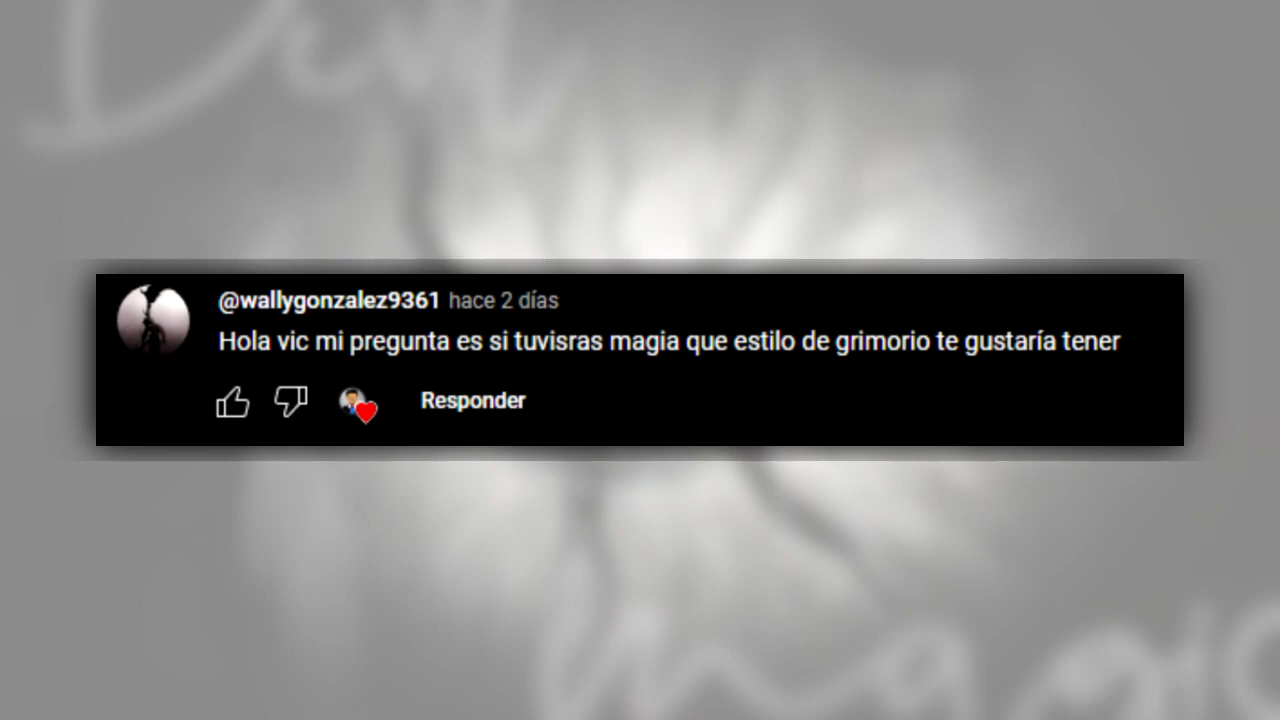 @wallygonzalez9361 hace 2 días
Hola vic mi pregunta es si tuvisras magia que estilo de grimorio te gustaría tener
Responder